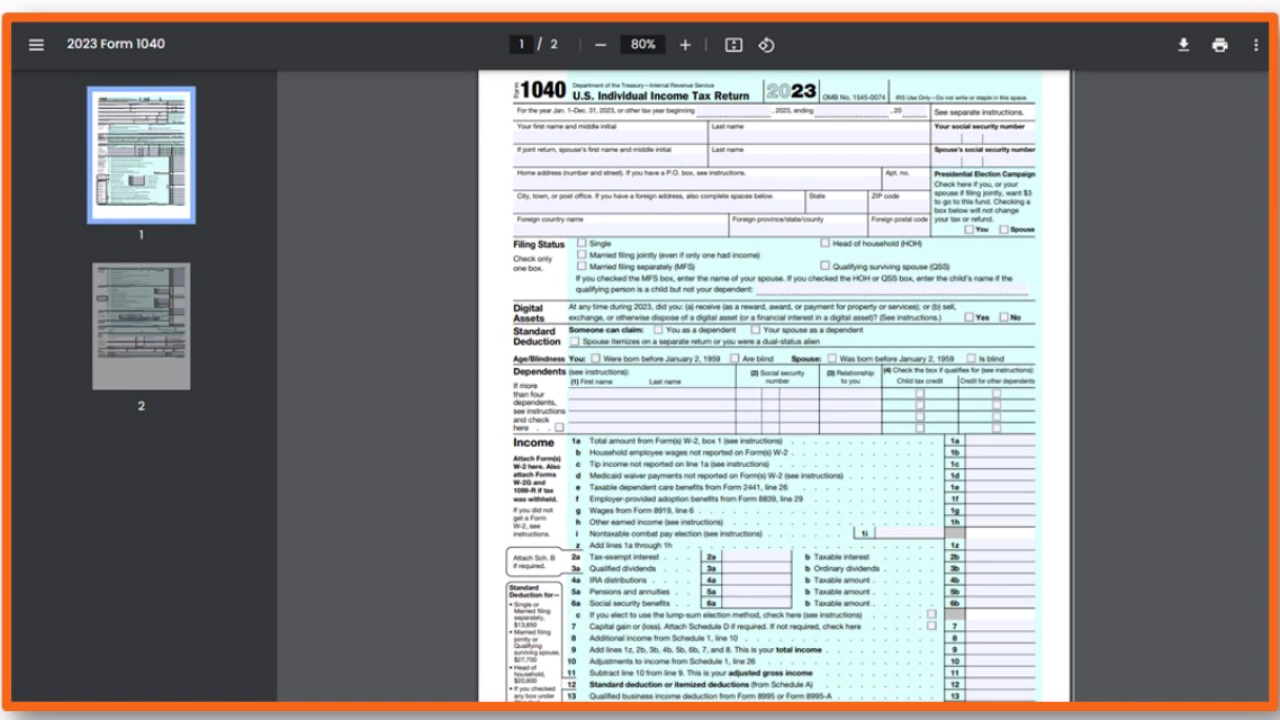 2023 Form 1040
1 / 2
80%
1
2
Form 1040
Department of the Treasury—Internal Revenue Service
U.S. Individual Income Tax Return
2023
OMB No. 1545-0074
IRS Use Only—Do not write or staple in this space.
For the year Jan. 1–Dec. 31, 2023, or other tax year beginning , 2023, ending , 20
See separate instructions.
Your first name and middle initial
Last name
Your social security number
If joint return, spouse's first name and middle initial
Last name
Spouse's social security number
Home address (number and street). If you have a P.O. box, see instructions.
Apt. no.
City, town, or post office. If you have a foreign address, also complete spaces below.
State
ZIP code
Foreign country name
Foreign province/state/county
Foreign postal code
Presidential Election Campaign
Check here if you, or your
spouse if filing jointly, want $3
to go to this fund. Checking a
box below will not change
your tax or refund.
You Spouse
Filing Status
Check only
one box.
Single
Head of household (HOH)
Married filing jointly (even if only one had income)
Married filing separately (MFS)
Qualifying surviving spouse (QSS)
If you checked the MFS box, enter the name of your spouse. If you checked the HOH or QSS box, enter the child's name if the
qualifying person is a child but not your dependent:
Digital
Assets
At any time during 2023, did you: (a) receive (as a reward, award, or payment for property or services); or (b) sell,
exchange, or otherwise dispose of a digital asset (or a financial interest in a digital asset)? (See instructions.)
Yes No
Standard
Deduction
Someone can claim: You as a dependent Your spouse as a dependent
Spouse itemizes on a separate return or you were a dual-status alien
Age/Blindness You: Were born before January 2, 1959 Are blind Spouse: Was born before January 2, 1959 Is blind
Dependents (see instructions):
(1) First name Last name
(2) Social security
number
(3) Relationship
to you
(4) Check the box if qualifies for (see instructions):
Child tax credit Credit for other dependents
If more
than four
dependents,
see instructions
and check
here . .
Income
Attach Form(s)
W-2 here. Also
attach Forms
W-2G and
1099-R if tax
was withheld.
If you did not
get a Form
W-2, see
instructions.
1a Total amount from Form(s) W-2, box 1 (see instructions) 1a
b Household employee wages not reported on Form(s) W-2 1b
c Tip income not reported on line 1a (see instructions) 1c
d Medicaid waiver payments not reported on Form(s) W-2 (see instructions) 1d
e Taxable dependent care benefits from Form 2441, line 26 1e
f Employer-provided adoption benefits from Form 8839, line 29 1f
g Wages from Form 8919, line 6 1g
h Other earned income (see instructions) 1h
i Nontaxable combat pay election (see instructions) 1i
z Add lines 1a through 1h 1z
Attach Sch. B
if required.
2a Tax-exempt interest 2a b Taxable interest 2b
3a Qualified dividends 3a b Ordinary dividends 3b
4a IRA distributions 4a b Taxable amount 4b
5a Pensions and annuities 5a b Taxable amount 5b
6a Social security benefits 6a b Taxable amount 6b
c If you elect to use the lump-sum election method, check here (see instructions)
7 Capital gain or (loss). Attach Schedule D if required. If not required, check here 7
8 Additional income from Schedule 1, line 10 8
9 Add lines 1z, 2b, 3b, 4b, 5b, 6b, 7, and 8. This is your total income 9
10 Adjustments to income from Schedule 1, line 26 10
11 Subtract line 10 from line 9. This is your adjusted gross income 11
12 Standard deduction or itemized deductions (from Schedule A) 12
13 Qualified business income deduction from Form 8995 or Form 8995-A 13
Standard
Deduction for—
• Single or
Married filing
separately,
$13,850
• Married filing
jointly or
Qualifying
surviving spouse,
$27,700
• Head of
household,
$20,800
• If you checked
any box under